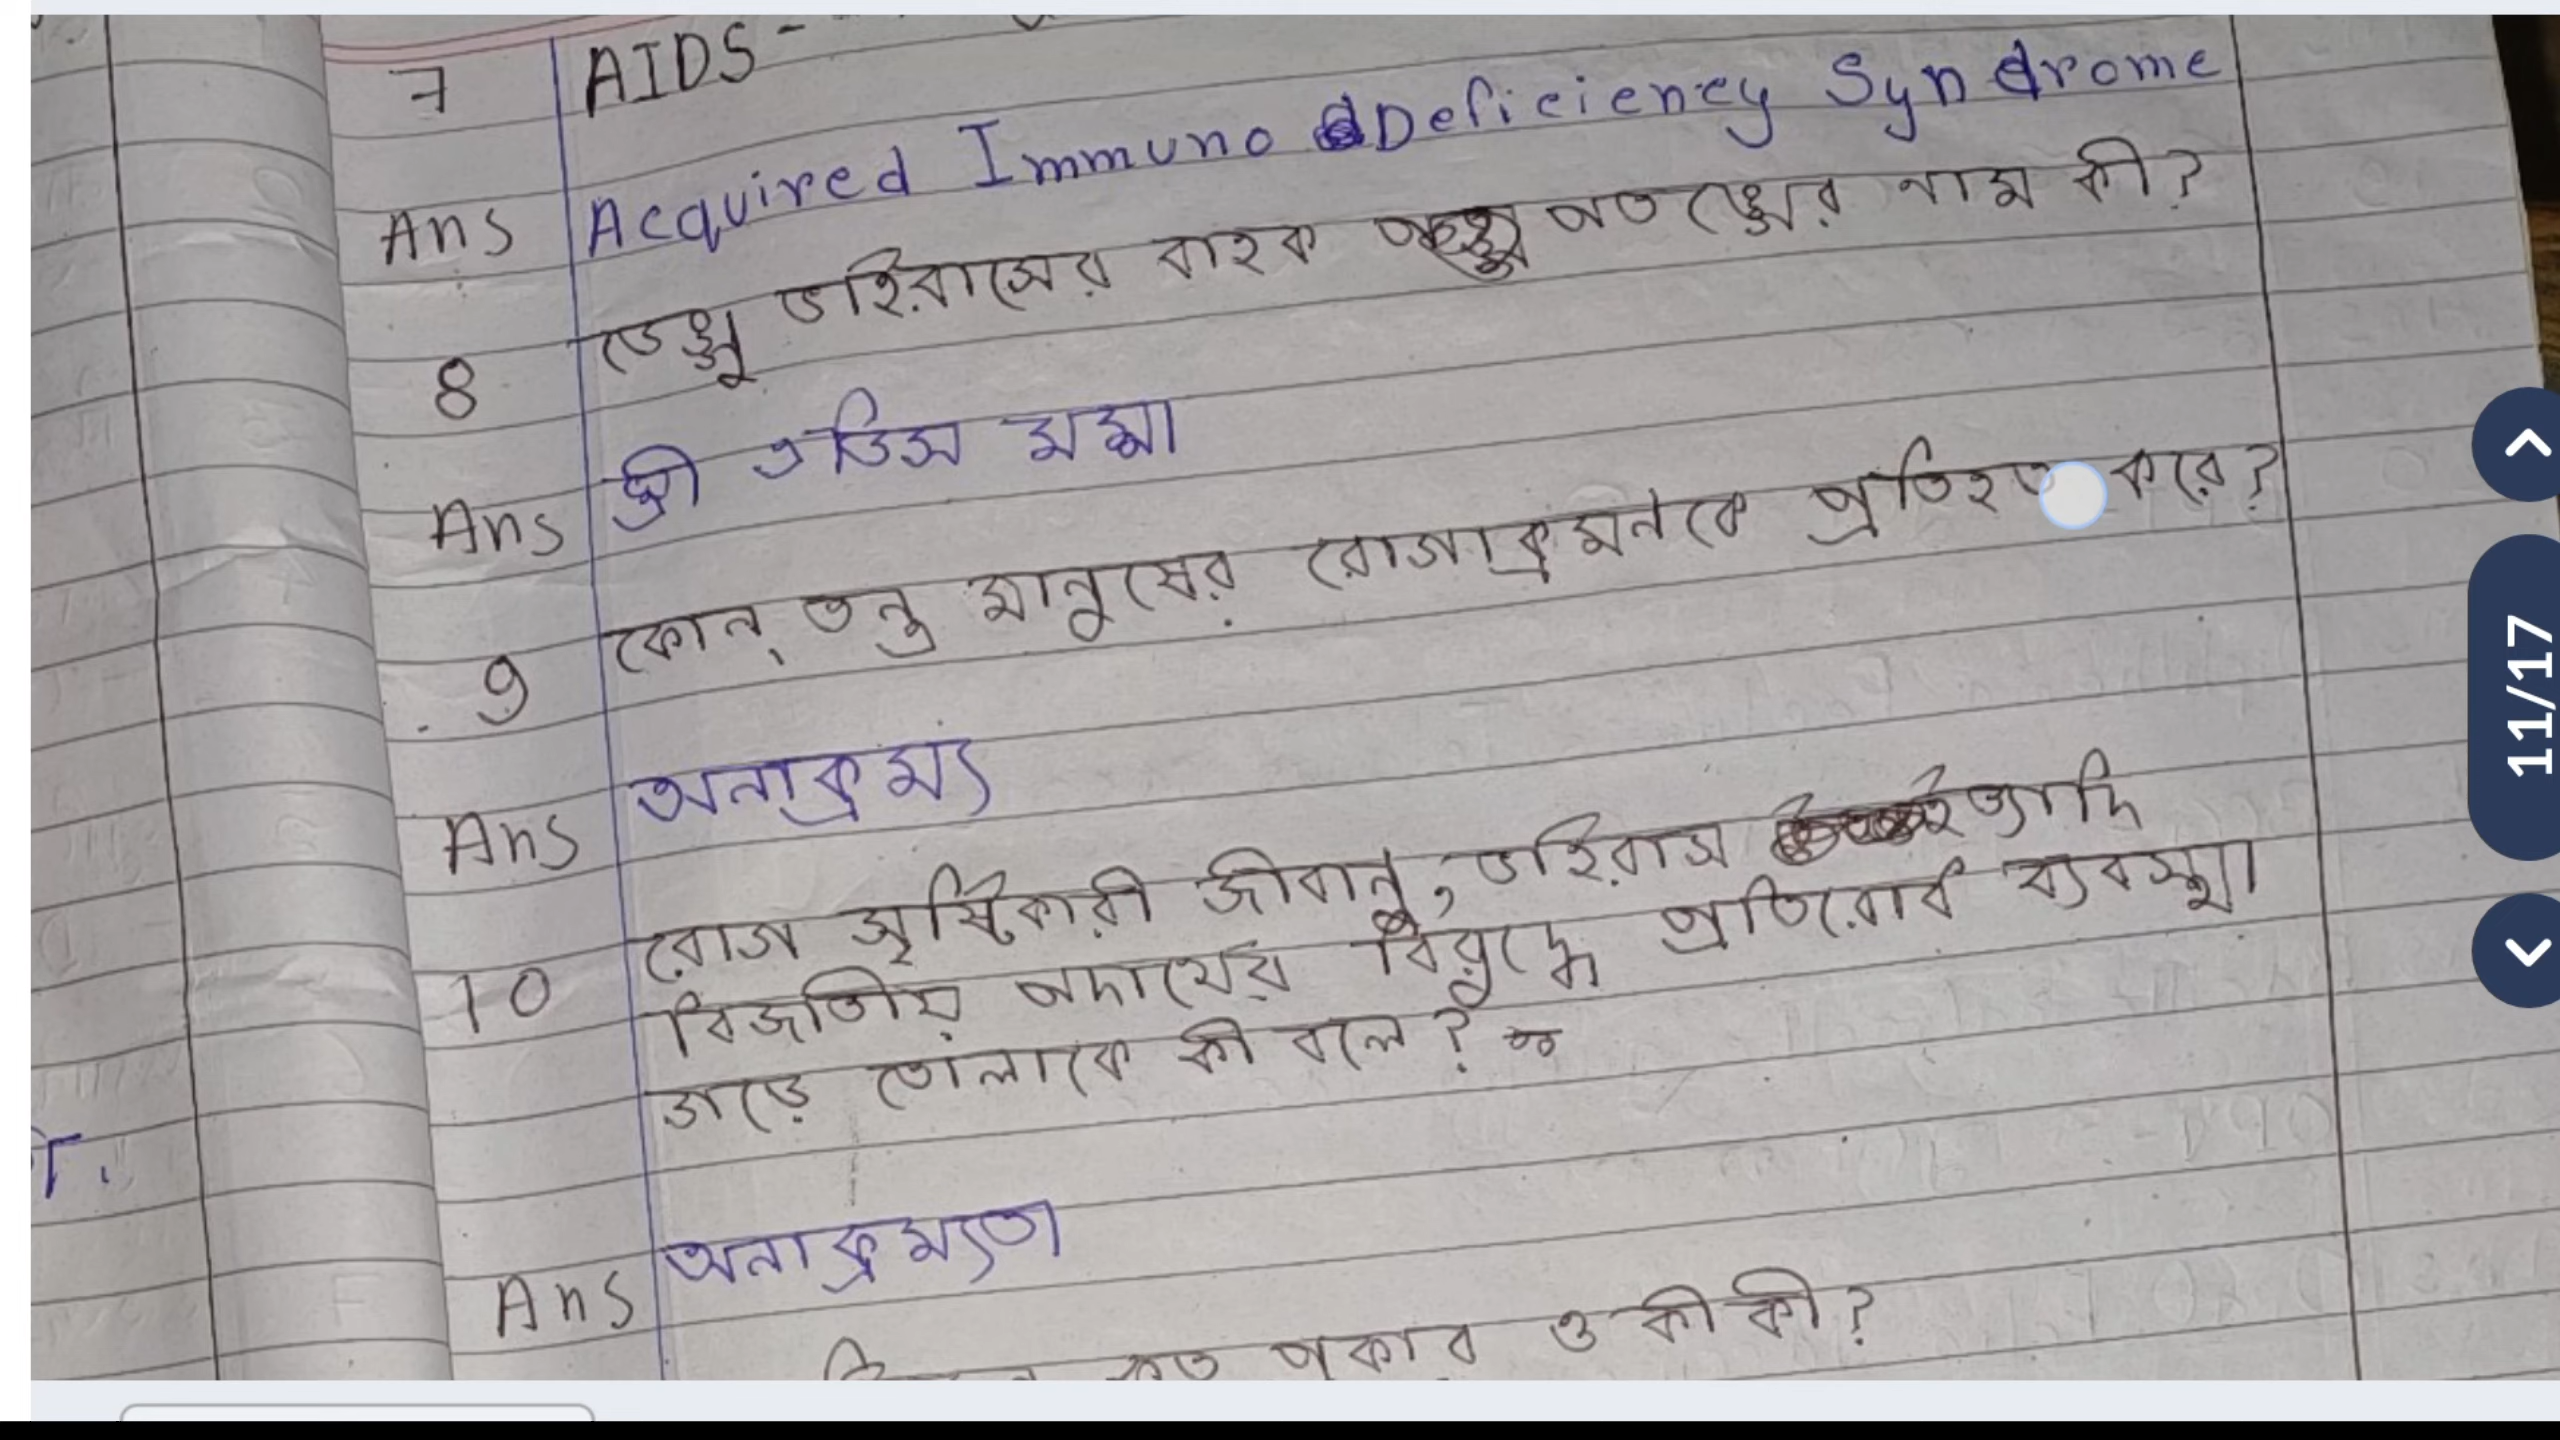 7 AIDS-
Ans Acquired Immuno Deficiency Syndrome
8 ডেঙ্গু ভাইরাসের বাহক পতঙ্গের নাম কী?
Ans স্ত্রী এডিস মশা
9 কোন্ তন্ত্র মানুষের রোগাক্রমনকে প্রতিহত করে?
Ans অনাক্রম্য
10 রোগ সৃষ্টিকারী জীবানু, ভাইরাস ইত্যাদি
বিজাতীয় পদার্থের বিরুদ্ধে প্রতিরোধ ব্যবস্থা
গড়ে তোলাকে কী বলে?
Ans অনাক্রম্যতা
কত প্রকার ও কী কী?
11/17